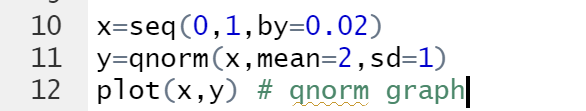 10 x=seq(0,1,by=0.02)
11 y=qnorm(x,mean=2,sd=1)
12 plot(x,y) # qnorm graph